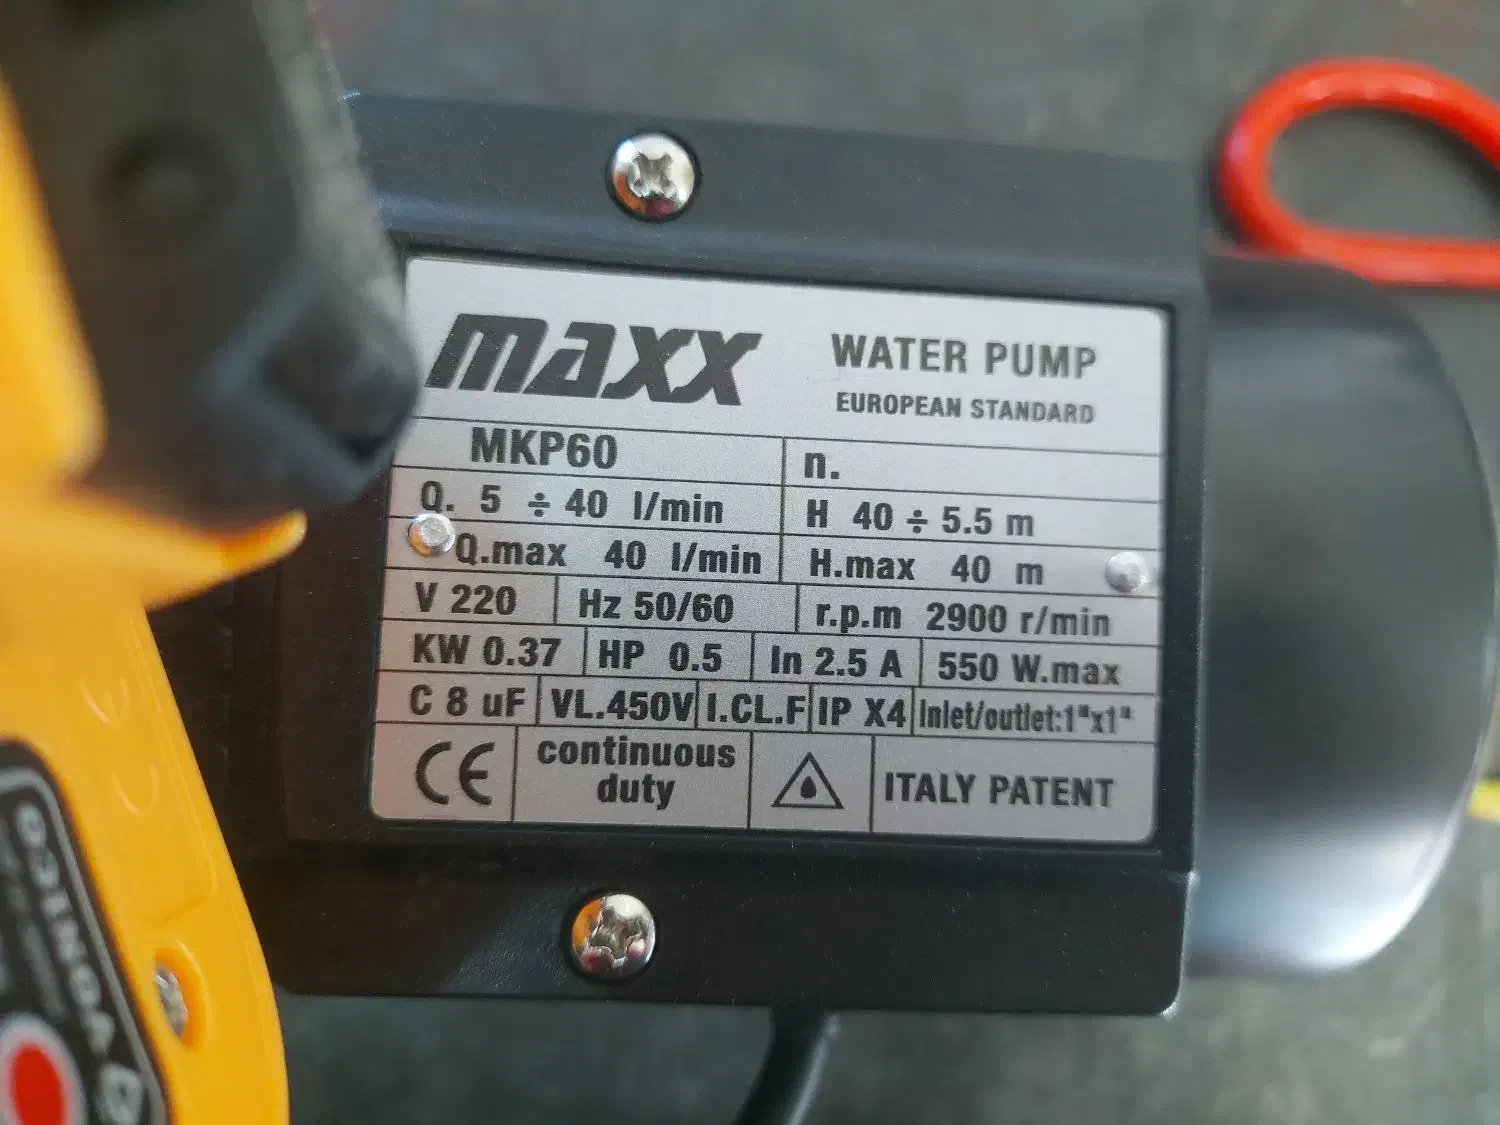 maxx
WATER PUMP
EUROPEAN STANDARD
MKP60 n.
Q. 5 ÷ 40 l/min H 40 ÷ 5.5 m
Q.max 40 l/min H.max 40 m
V 220 Hz 50/60 r.p.m 2900 r/min
KW 0.37 HP 0.5 In 2.5 A 550 W.max
C 8 uF VL.450V I.CL.F IP X4 Inlet/outlet:1"x1"
CE continuous duty ITALY PATENT